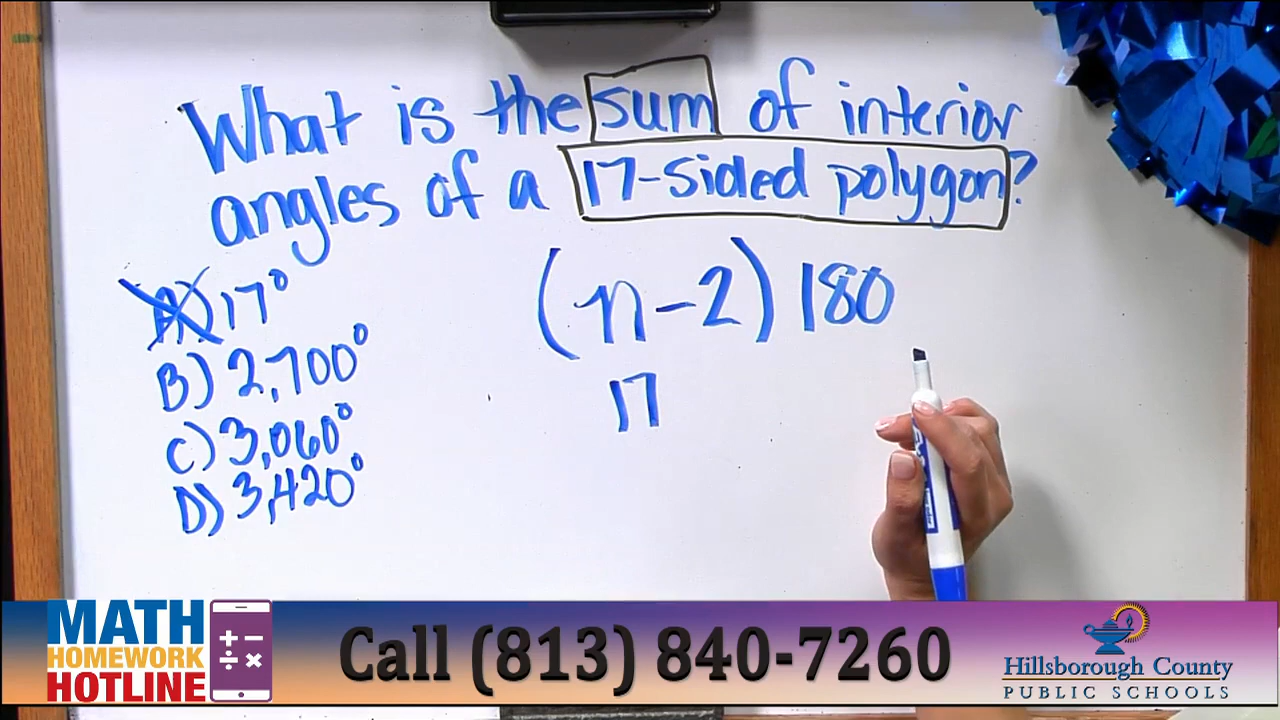 What is the sum of interior
angles of a 17-sided polygon?
(n-2)180
17
A) 17°
B) 2,700°
C) 3,060°
D) 3,420°
MATH
HOMEWORK
HOTLINE
Call (813) 840-7260
Hillsborough County
PUBLIC SCHOOLS